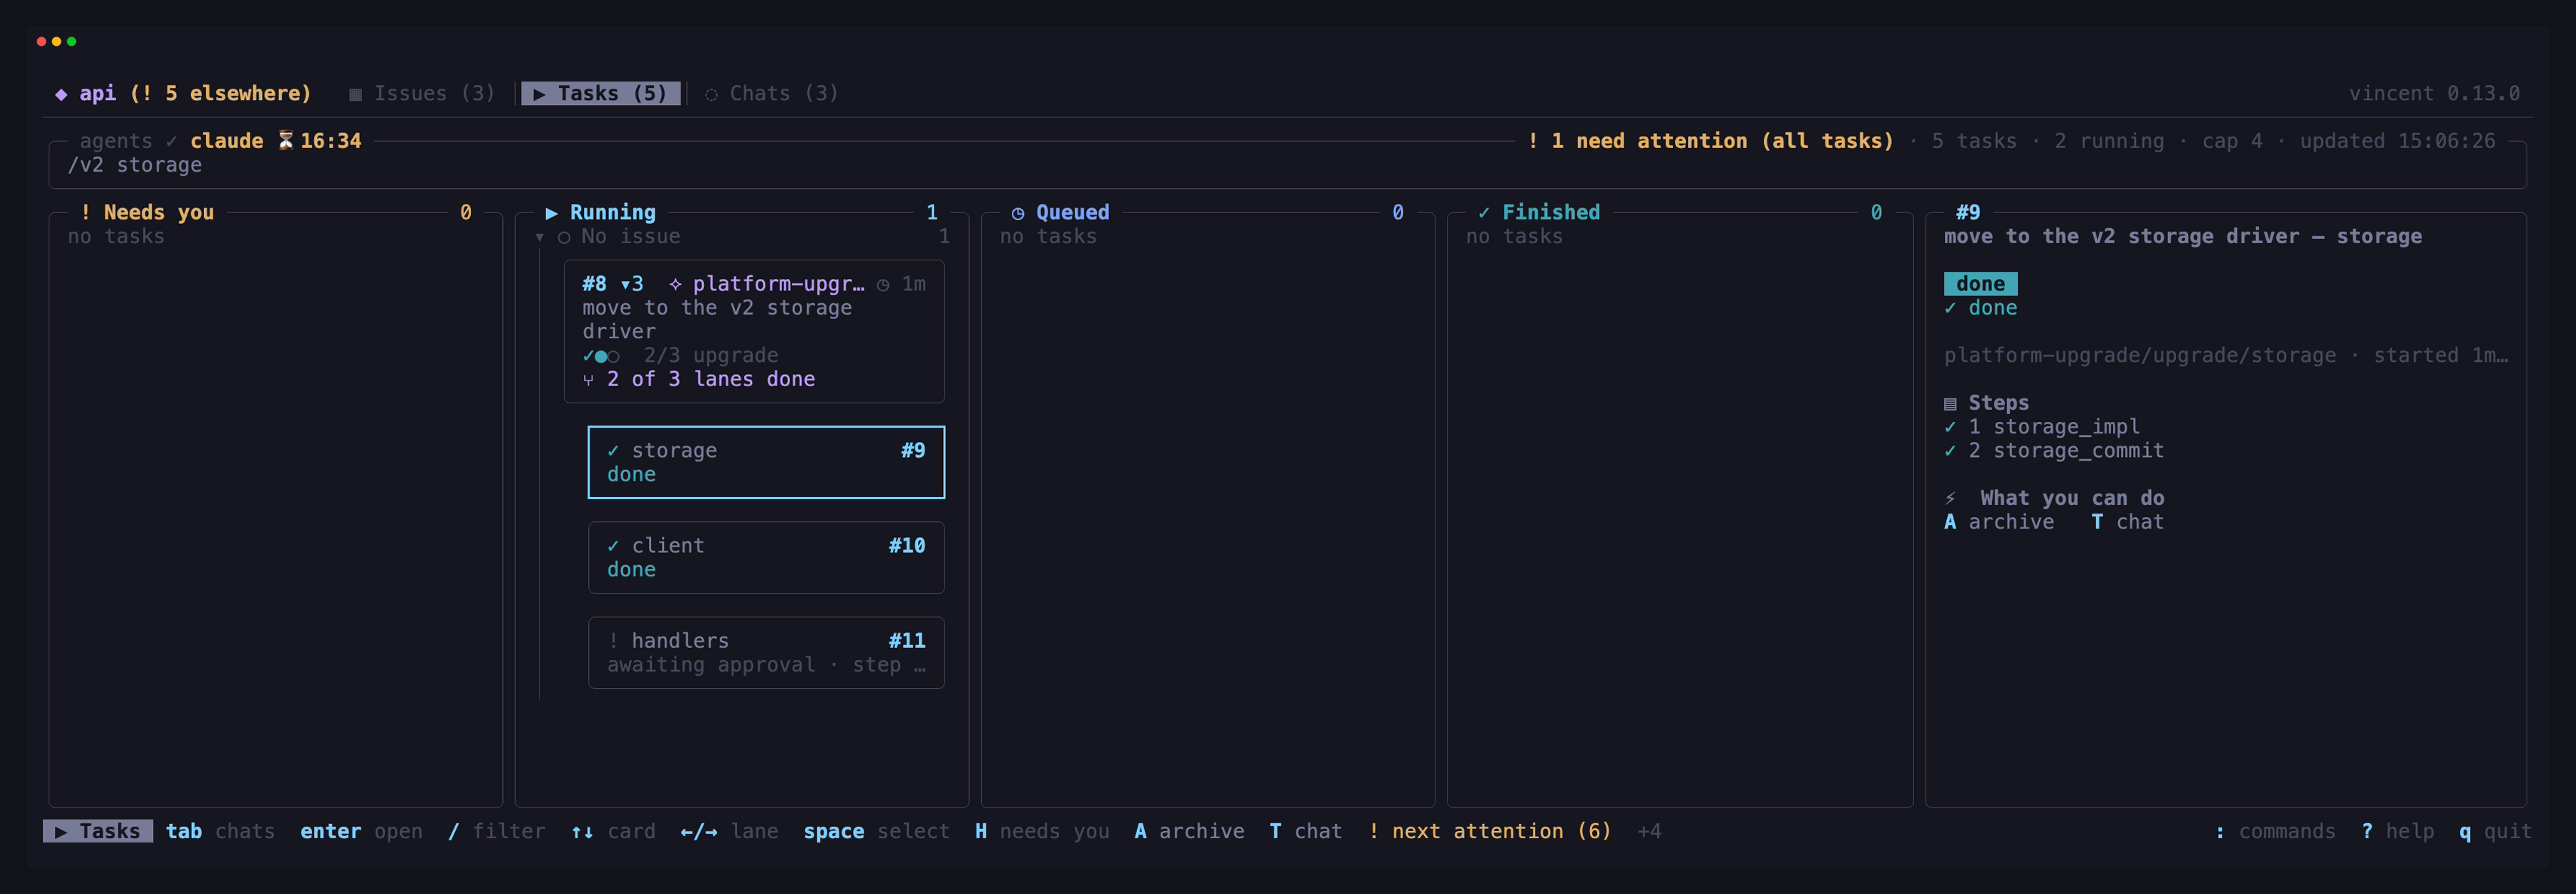 ◆ api (! 5 elsewhere) ▦ Issues (3) ▶ Tasks (5) ◌ Chats (3) vincent 0.13.0
agents ✓ claude ⏳16:34 ! 1 need attention (all tasks) · 5 tasks · 2 running · cap 4 · updated 15:06:26
/v2 storage
! Needs you 0
no tasks
▶ Running 1
▾ ○ No issue 1
#8 ▾3 ✧ platform-upgr… ◷ 1m
move to the v2 storage
driver
✓●○ 2/3 upgrade
⑂ 2 of 3 lanes done
✓ storage #9
done
✓ client #10
done
! handlers #11
awaiting approval · step …
◷ Queued 0
no tasks
✓ Finished 0
no tasks
#9
move to the v2 storage driver — storage
done
✓ done
platform-upgrade/upgrade/storage · started 1m…
▤ Steps
✓ 1 storage_impl
✓ 2 storage_commit
⚡ What you can do
A archive T chat
▶ Tasks tab chats enter open / filter ↑↓ card ←/→ lane space select H needs you A archive T chat ! next attention (6) +4 : commands ? help q quit